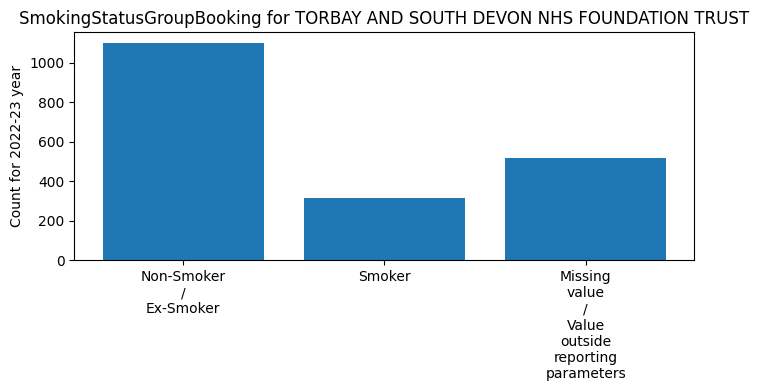 SmokingStatusGroupBooking for TORBAY AND SOUTH DEVON NHS FOUNDATION TRUST
Count for 2022-23 year
1000
800
600
400
200
0
Non-Smoker
/
Ex-Smoker
Smoker
Missing
value
/
Value
outside
reporting
parameters